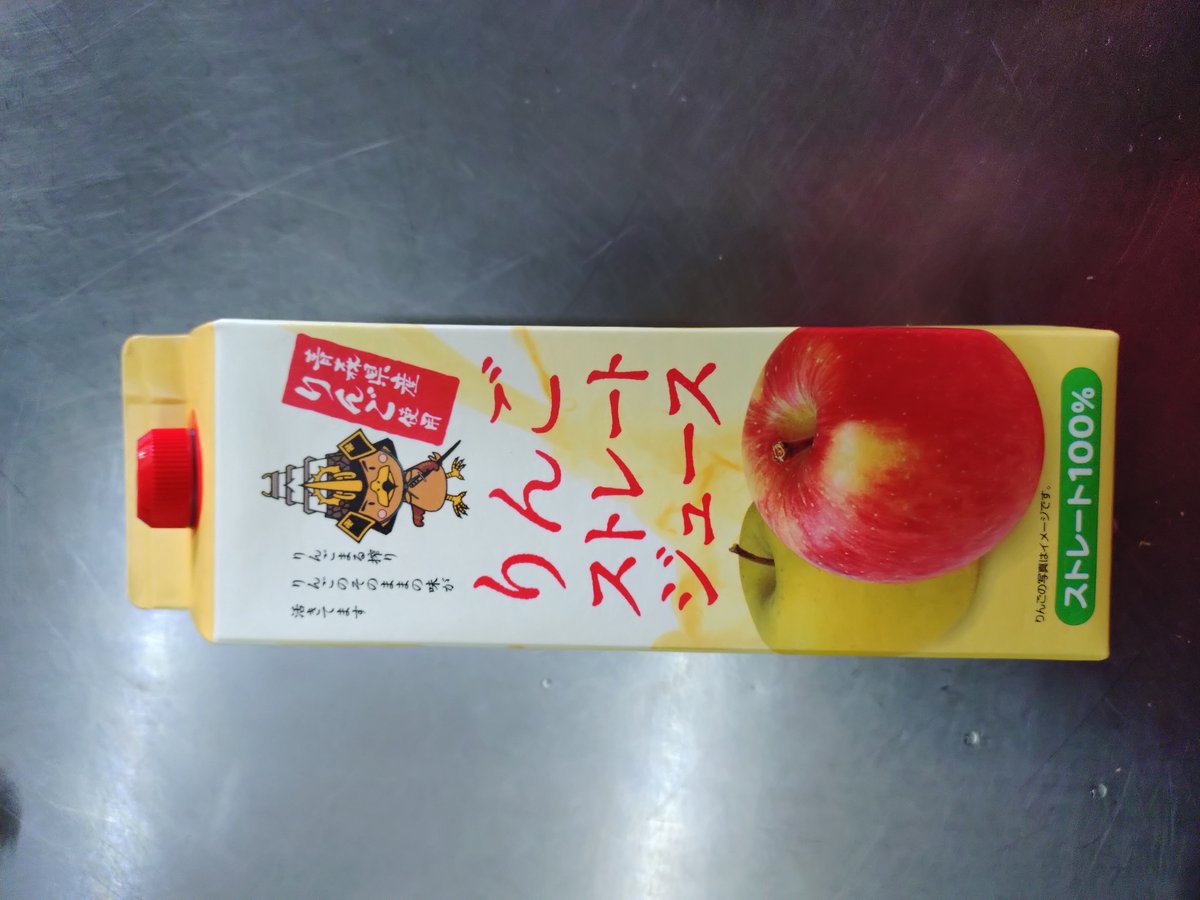 青森県産
りんご使用
りんごまる搾り
りんごのそのままの味が
活きてます
りんご
ストレート
ジュース
りんごの写真はイメージです。
ストレート100%